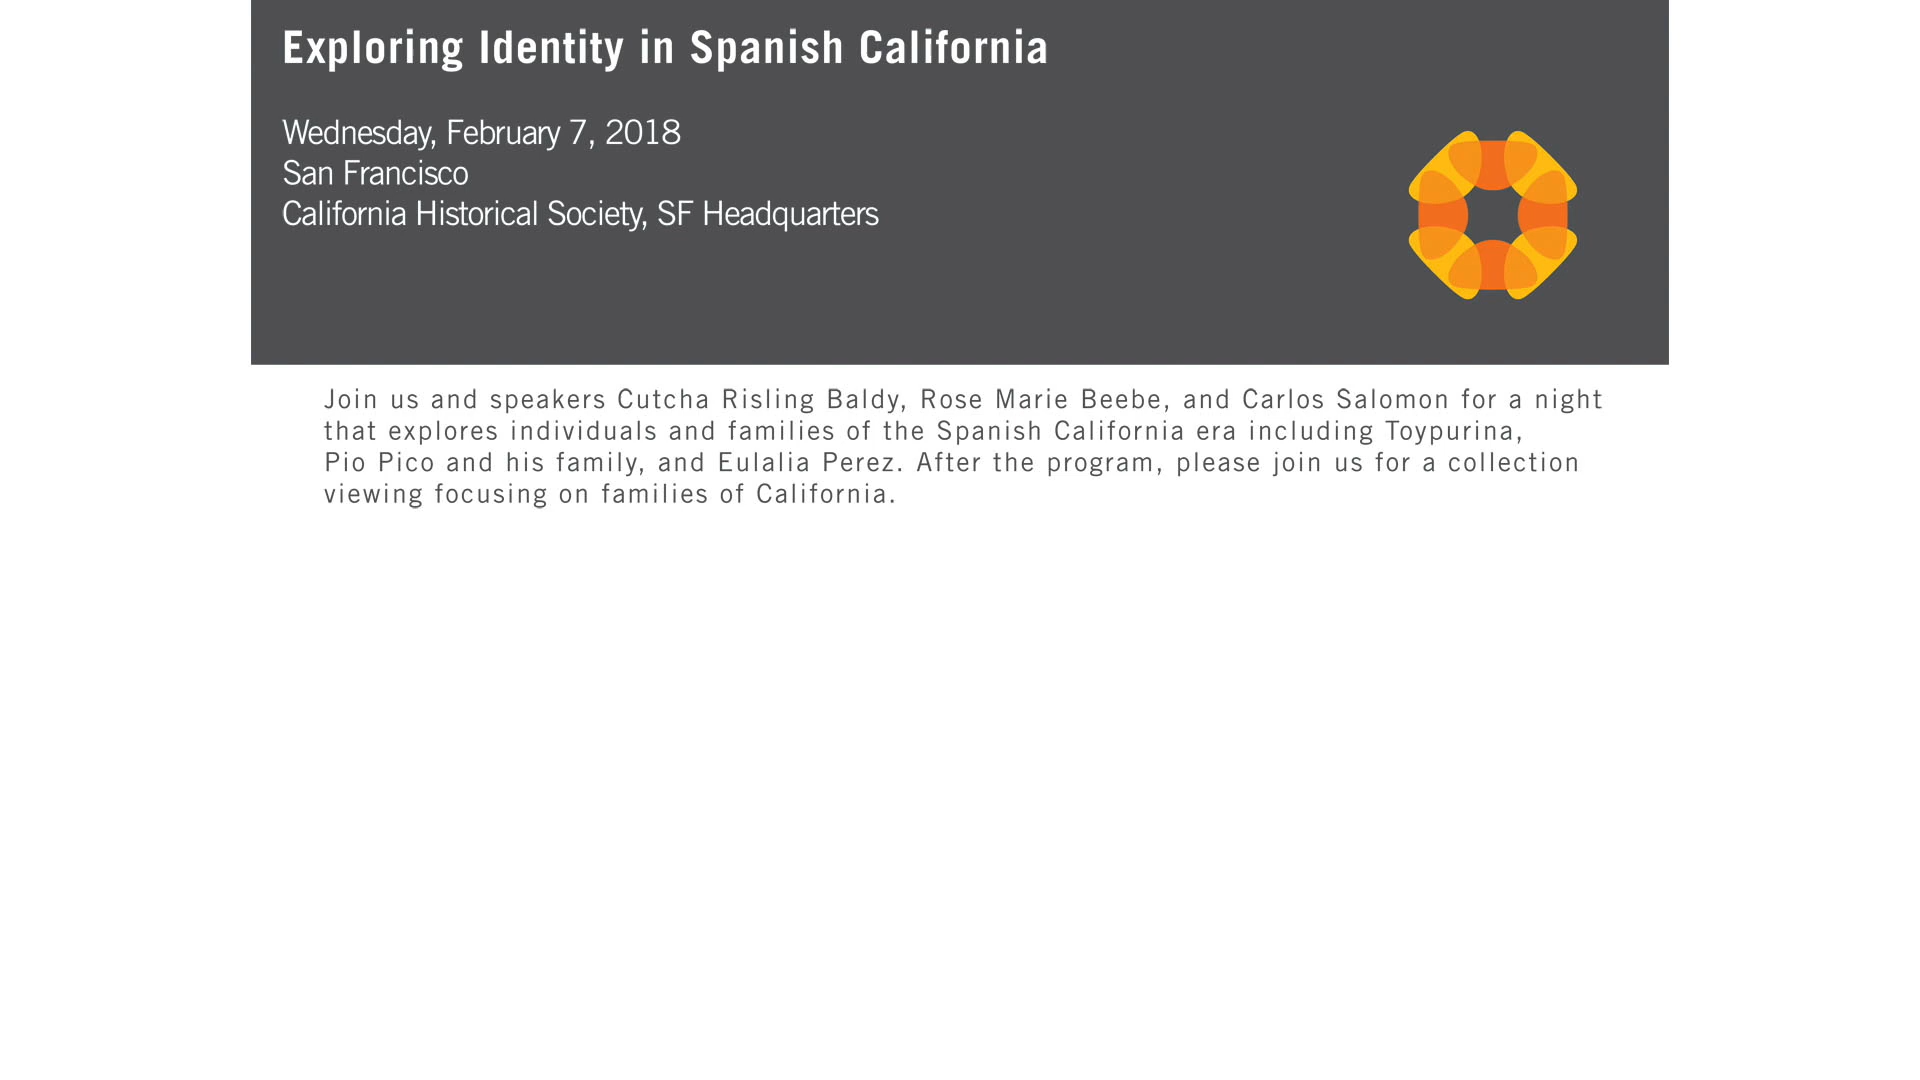 Exploring Identity in Spanish California
Wednesday, February 7, 2018
San Francisco
California Historical Society, SF Headquarters
Join us and speakers Cutcha Risling Baldy, Rose Marie Beebe, and Carlos Salomon for a night
that explores individuals and families of the Spanish California era including Toypurina,
Pio Pico and his family, and Eulalia Perez. After the program, please join us for a collection
viewing focusing on families of California.